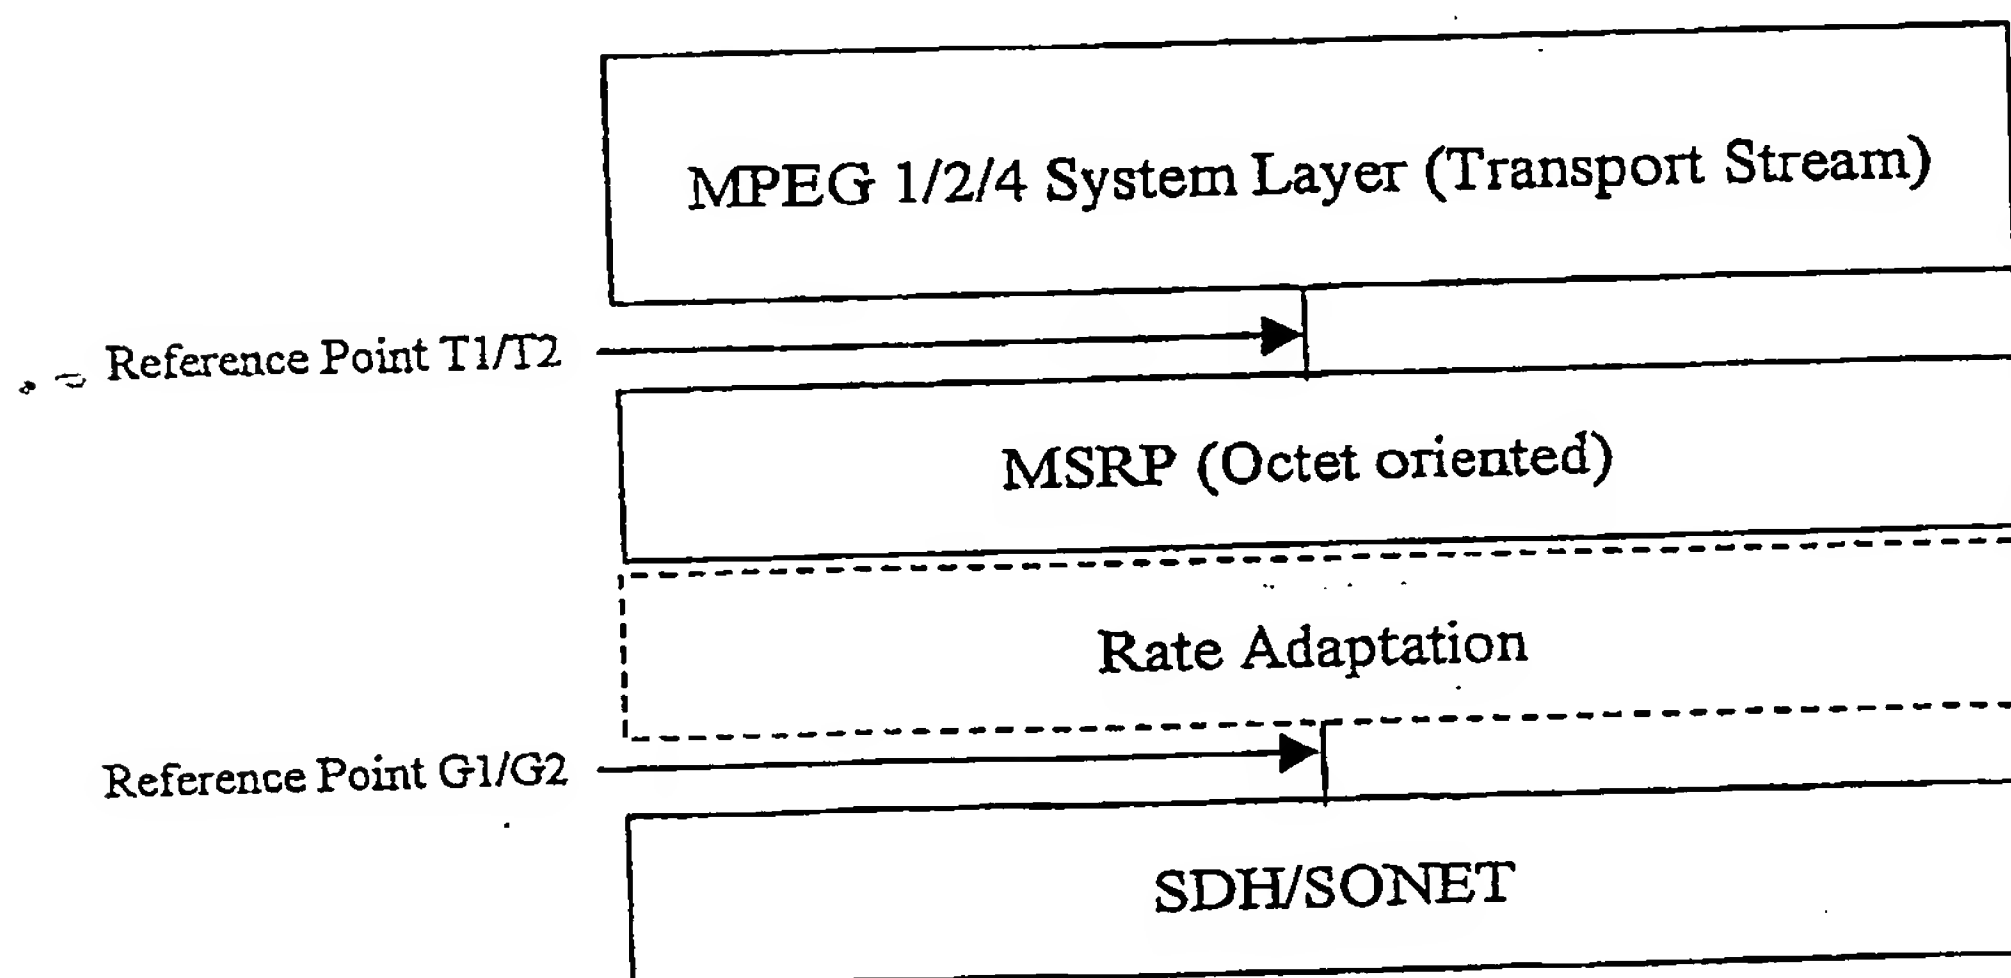 MPEG 1/2/4 System Layer (Transport Stream)
Reference Point T1/T2
MSRP (Octet oriented)
Rate Adaptation
Reference Point G1/G2
SDH/SONET